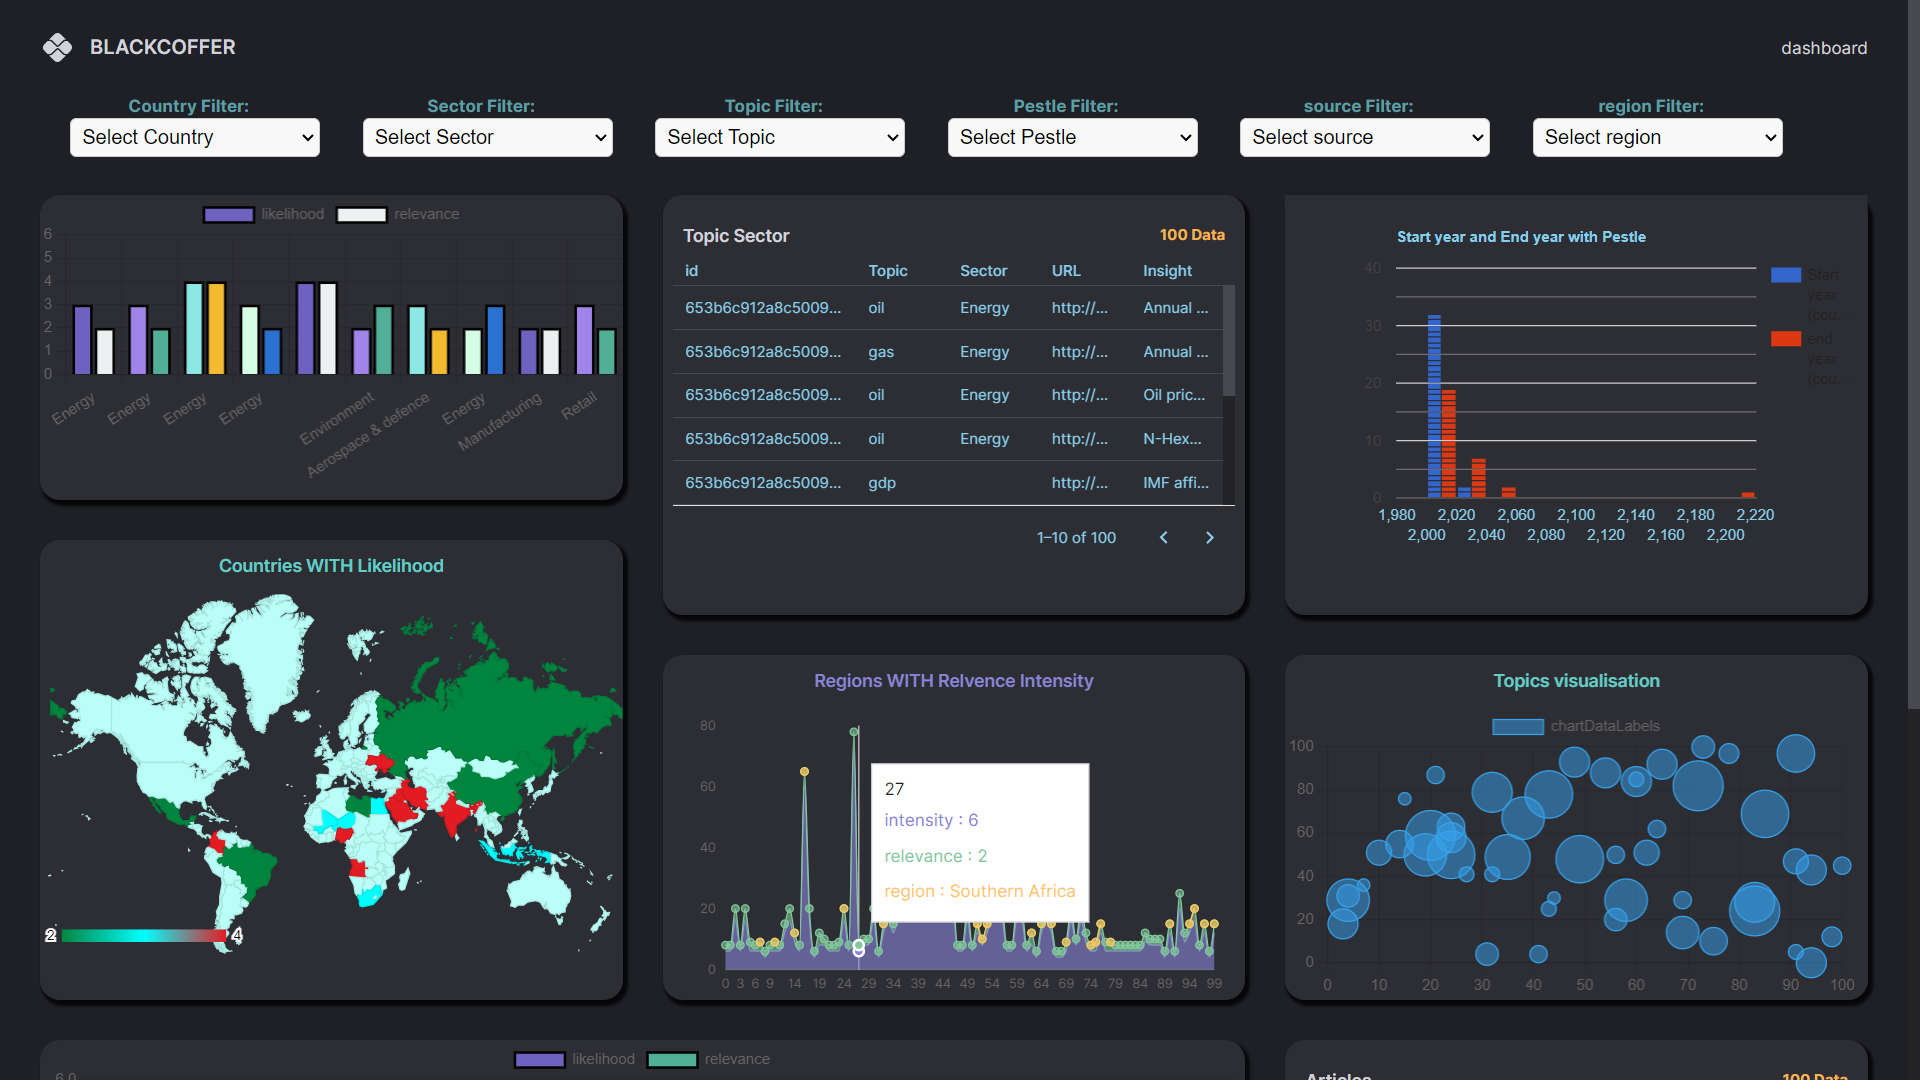 BLACKCOFFER
dashboard
Country Filter:
Sector Filter:
Topic Filter:
Pestle Filter:
source Filter:
region Filter:
Select Country
Select Sector
Select Topic
Select Pestle
Select source
Select region
likelihood
relevance
6
5
4
3
2
1
0
Energy
Energy
Energy
Energy
Environment
Aerospace & defence
Energy
Manufacturing
Retail
Topic Sector
100 Data
id Topic Sector URL Insight
653b6c912a8c5009... oil Energy http://... Annual ...
653b6c912a8c5009... gas Energy http://... Annual ...
653b6c912a8c5009... oil Energy http://... Oil pric...
653b6c912a8c5009... oil Energy http://... N-Hex...
653b6c912a8c5009... gdp http://... IMF affi...
1–10 of 100
Start year and End year with Pestle
40
30
20
10
0
1,980 2,020 2,060 2,100 2,140 2,180 2,220
2,000 2,040 2,080 2,120 2,160 2,200
Start
year
(cou...
end
year
(cou...
Countries WITH Likelihood
2
4
Regions WITH Relvence Intensity
80
60
40
20
0
0 3 6 9 14 19 24 29 34 39 44 49 54 59 64 69 74 79 84 89 94 99
27
intensity : 6
relevance : 2
region : Southern Africa
Topics visualisation
chartDataLabels
100
80
60
40
20
0
0 10 20 30 40 50 60 70 80 90 100
likelihood
relevance
6.0
Articles
100 Data